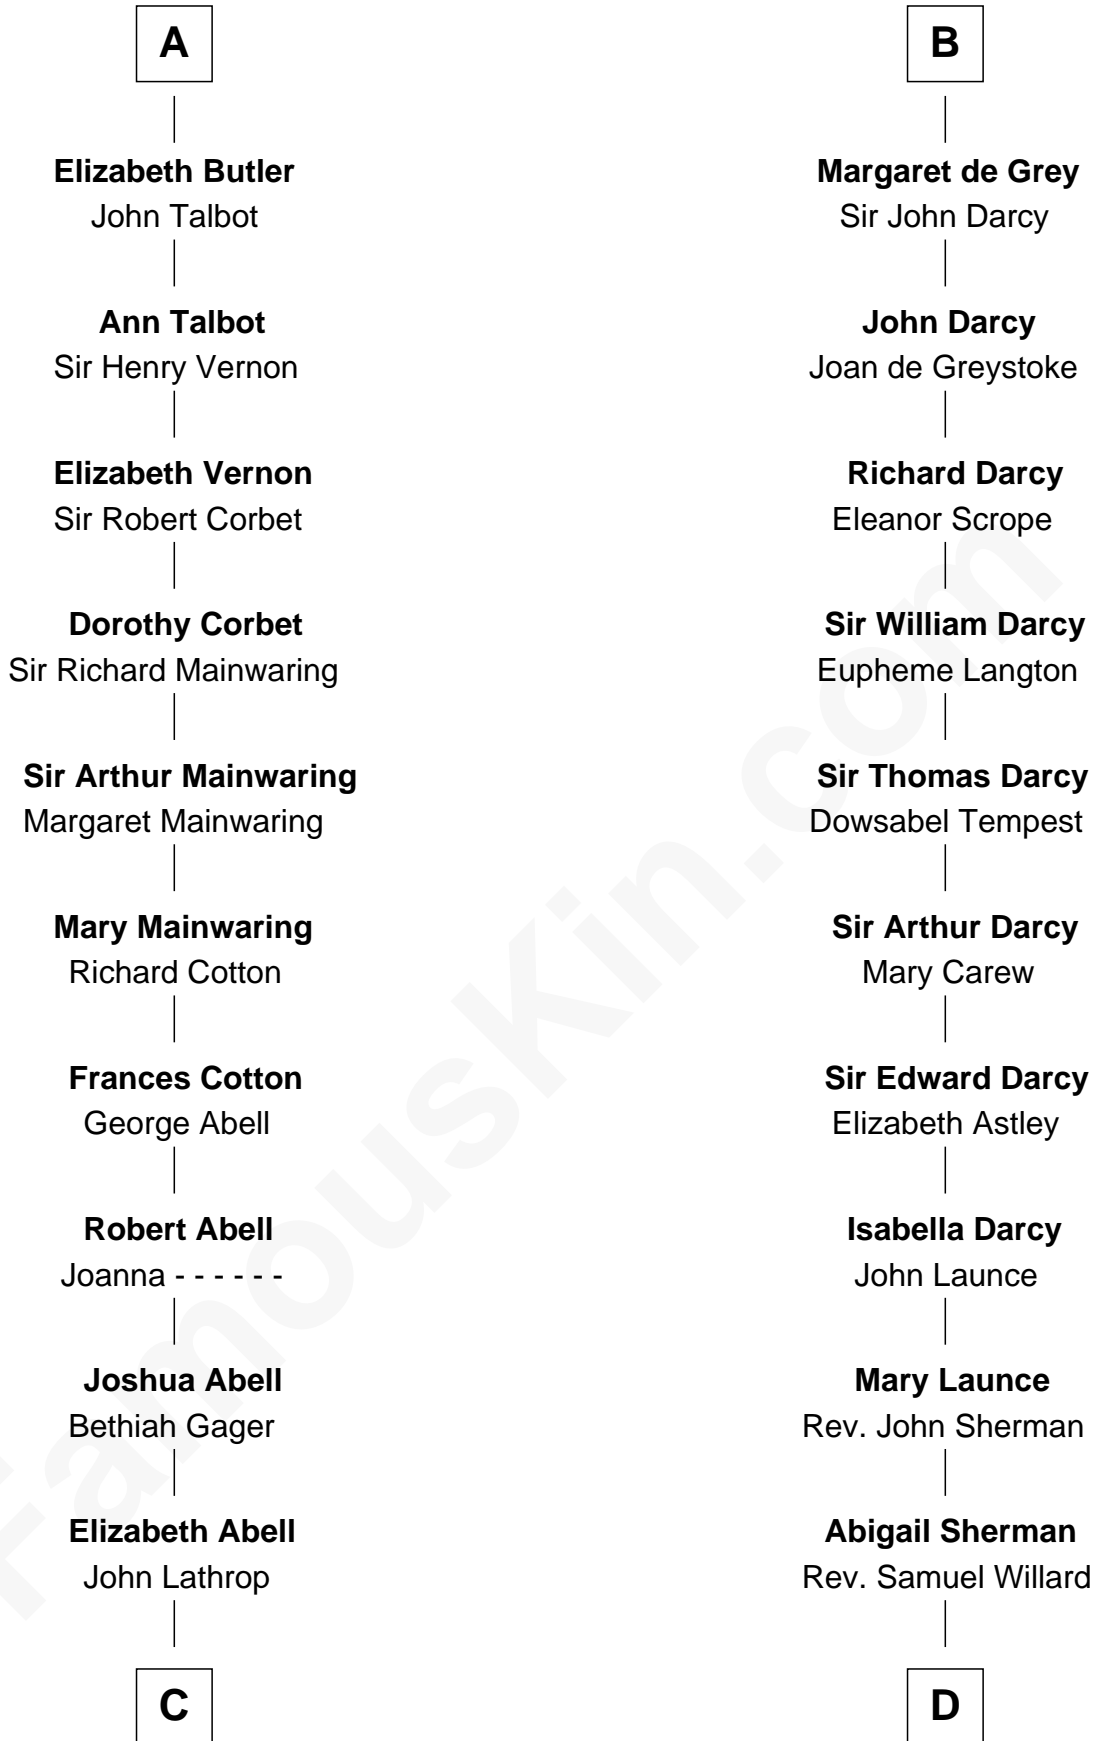 A
Elizabeth Butler
John Talbot
Ann Talbot
Sir Henry Vernon
Elizabeth Vernon
Sir Robert Corbet
Dorothy Corbet
Sir Richard Mainwaring
Sir Arthur Mainwaring
Margaret Mainwaring
Mary Mainwaring
Richard Cotton
Frances Cotton
George Abell
Robert Abell
Joanna - - - - - -
Joshua Abell
Bethiah Gager
Elizabeth Abell
John Lathrop
C
B
Margaret de Grey
Sir John Darcy
John Darcy
Joan de Greystoke
Richard Darcy
Eleanor Scrope
Sir William Darcy
Eupheme Langton
Sir Thomas Darcy
Dowsabel Tempest
Sir Arthur Darcy
Mary Carew
Sir Edward Darcy
Elizabeth Astley
Isabella Darcy
John Launce
Mary Launce
Rev. John Sherman
Abigail Sherman
Rev. Samuel Willard
D
FamousKin.com